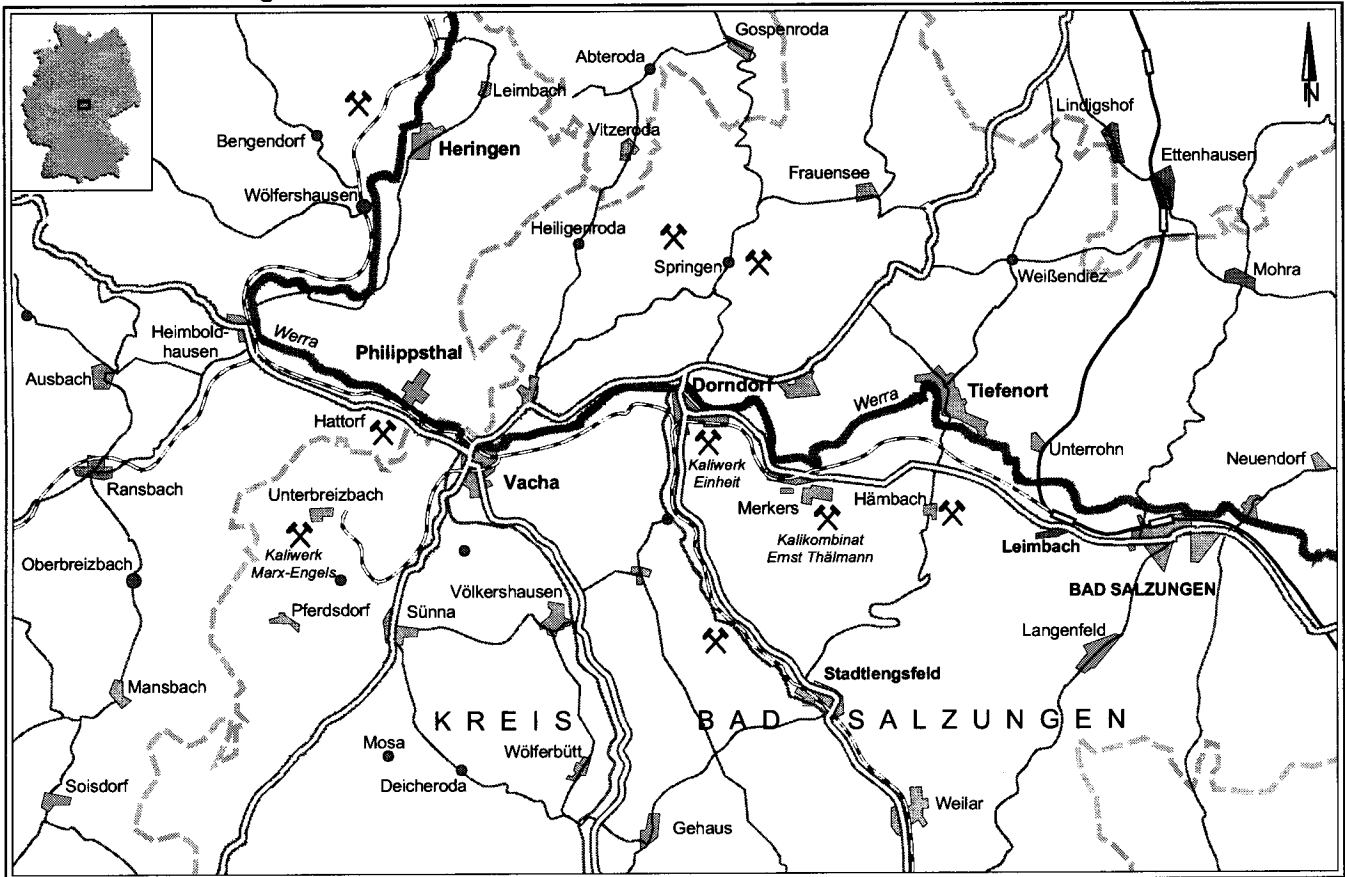 Gospenroda
Abteroda
N
Leimbach
Lindigshof
Bengendorf
Heringen
Vitzeroda
Ettenhausen
Frauensee
Wölfershausen
Heiligenroda
Springen
Weißendiez
Mohra
Heimbold-
hausen
Werra
Philippsthal
Ausbach
Dorndorf
Werra
Tiefenort
Hattorf
Unterrohn
Neuendorf
Kaliwerk
Einheit
Ransbach
Vacha
Unterbreizbach
Merkers
Hämbach
Kalikombinat
Ernst Thälmann
Leimbach
Kaliwerk
Marx-Engels
Oberbreizbach
BAD SALZUNGEN
Völkershausen
Pferdsdorf
Sünna
Langenfeld
Stadtlengsfeld
Mansbach
KREIS BAD SALZUNGEN
Mosa
Wölferbütt
Deicheroda
Soisdorf
Weilar
Gehaus